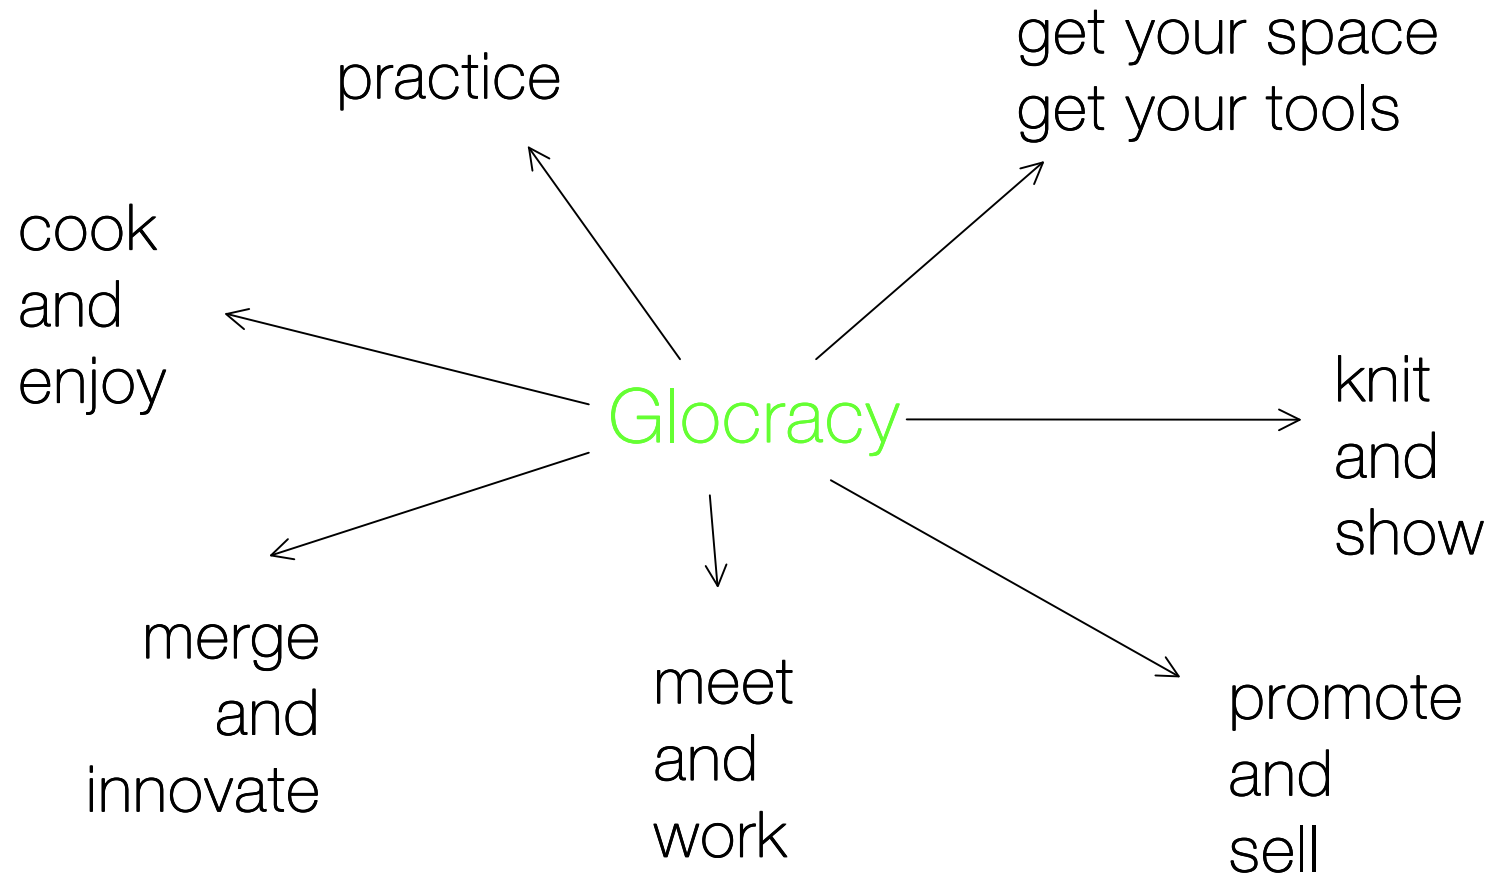 get your space
get your tools
practice
cook
and
enjoy
Glocracy
knit
and
show
merge
and
innovate
meet
and
work
promote
and
sell